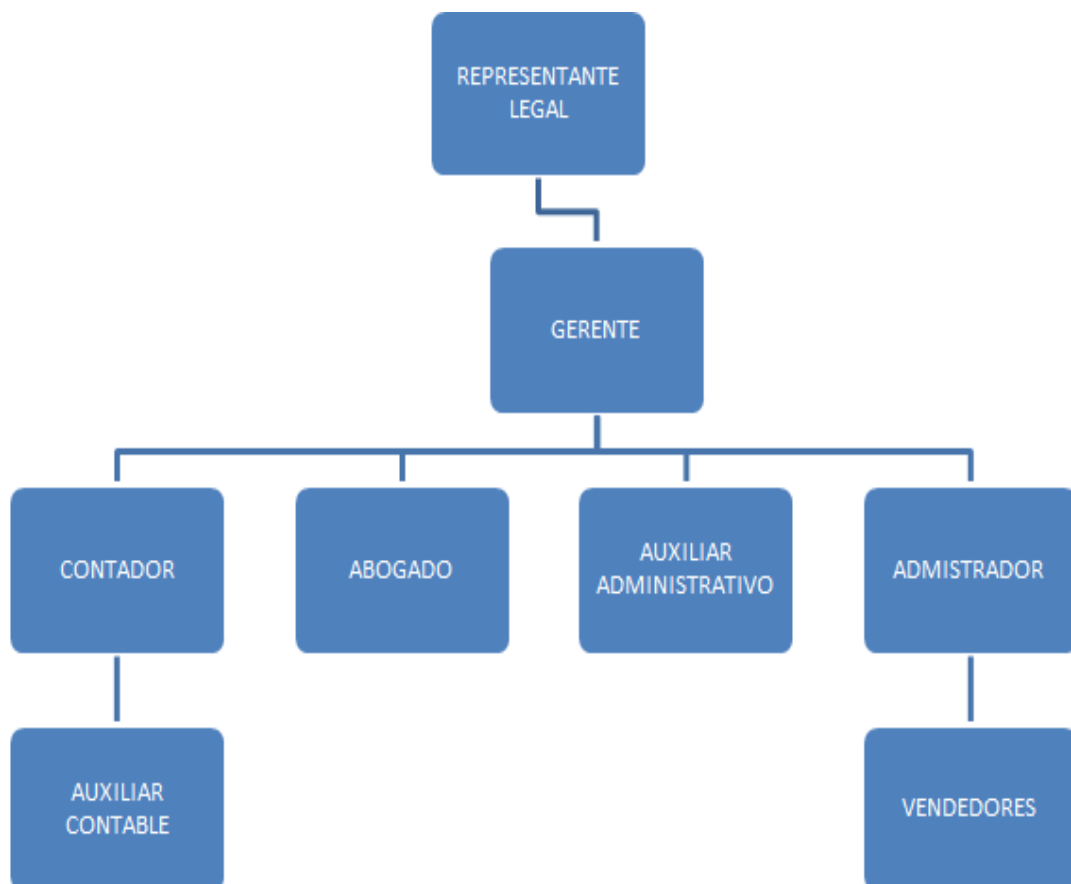 REPRESENTANTE
LEGAL
GERENTE
CONTADOR
ABOGADO
AUXILIAR
ADMINISTRATIVO
ADMISTRADOR
AUXILIAR
CONTABLE
VENDEDORES